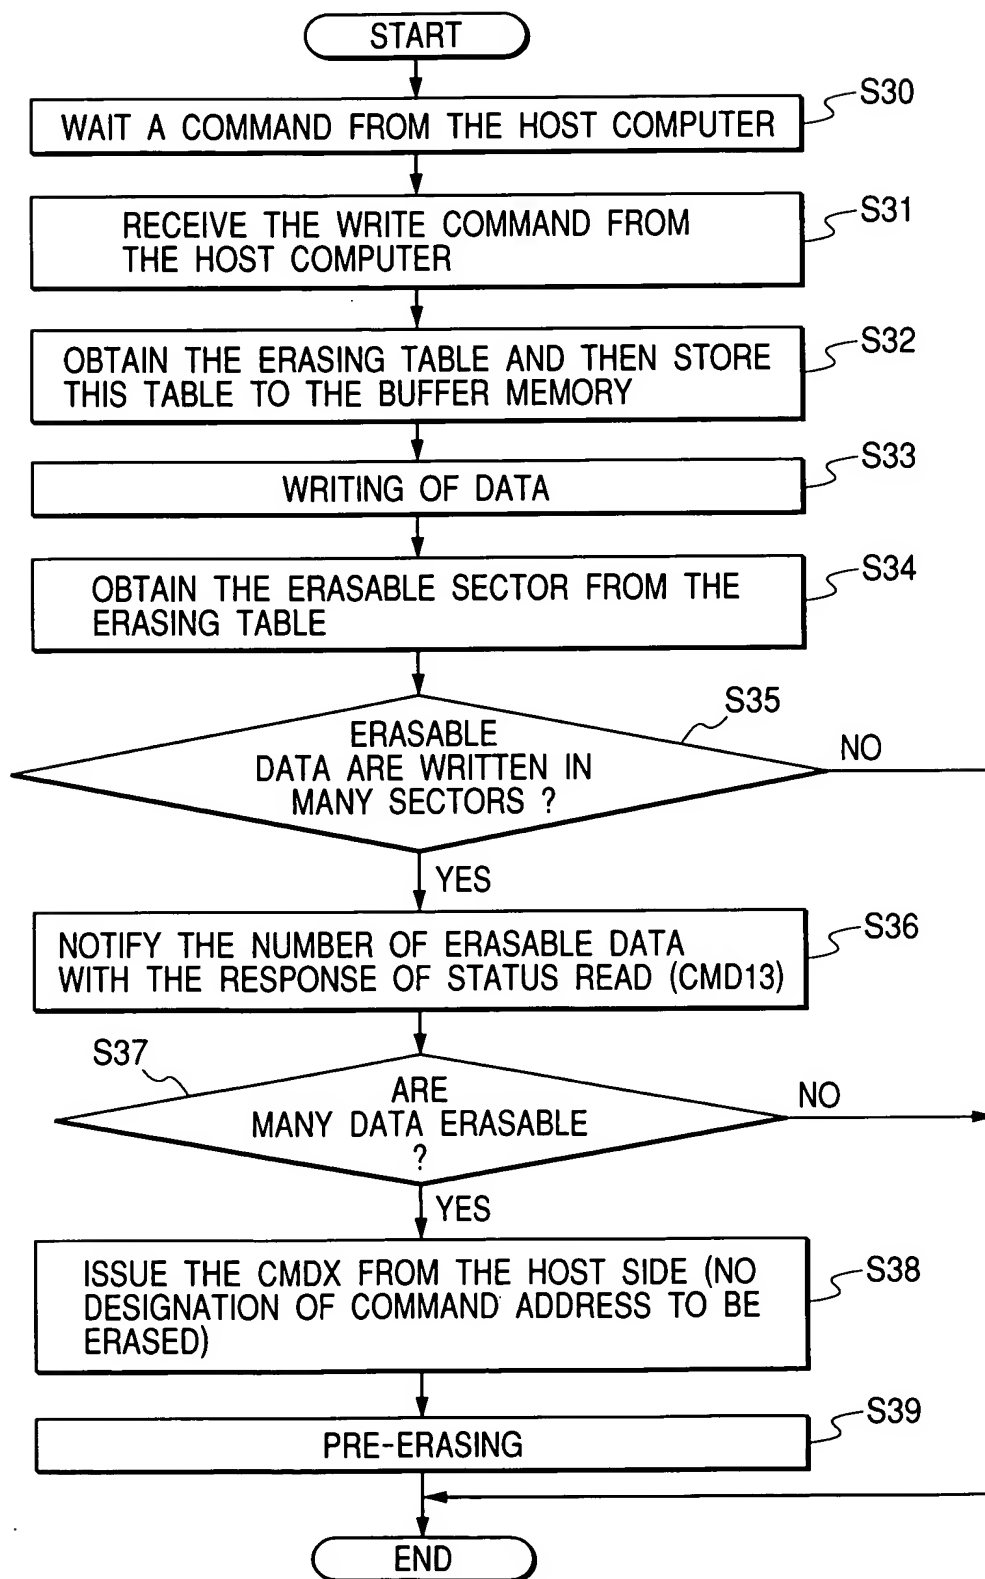 START
S30
WAIT A COMMAND FROM THE HOST COMPUTER
S31
RECEIVE THE WRITE COMMAND FROM
THE HOST COMPUTER
S32
OBTAIN THE ERASING TABLE AND THEN STORE
THIS TABLE TO THE BUFFER MEMORY
S33
WRITING OF DATA
S34
OBTAIN THE ERASABLE SECTOR FROM THE
ERASING TABLE
S35
ERASABLE
DATA ARE WRITTEN IN
MANY SECTORS ?
NO
YES
S36
NOTIFY THE NUMBER OF ERASABLE DATA
WITH THE RESPONSE OF STATUS READ (CMD13)
S37
ARE
MANY DATA ERASABLE
?
NO
YES
S38
ISSUE THE CMDX FROM THE HOST SIDE (NO
DESIGNATION OF COMMAND ADDRESS TO BE
ERASED)
S39
PRE-ERASING
END